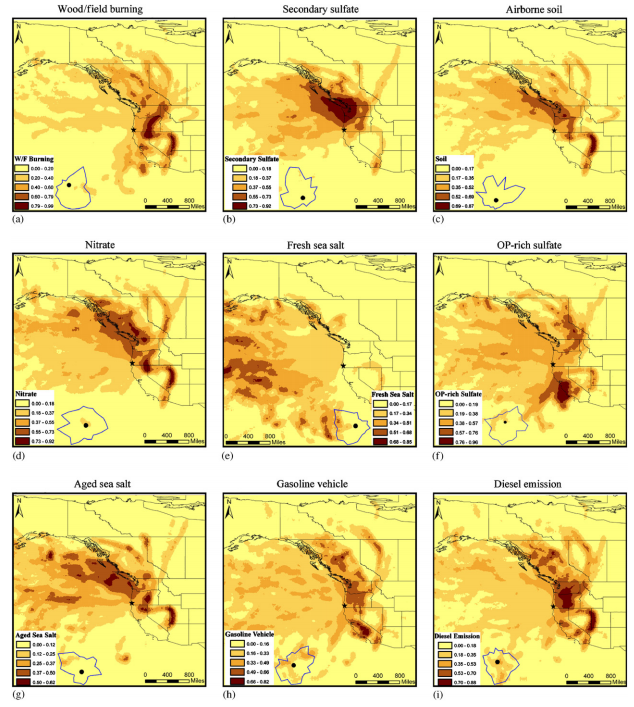 Wood/field burning
Secondary sulfate
Airborne soil
N
W/F Burning
0.00 - 0.20
0.20 - 0.40
0.40 - 0.60
0.60 - 0.79
0.79 - 0.99
400 800
Miles
(a)
N
Secondary Sulfate
0.00 - 0.18
0.18 - 0.37
0.37 - 0.55
0.55 - 0.73
0.73 - 0.92
400 800
Miles
(b)
N
Soil
0.00 - 0.17
0.17 - 0.35
0.35 - 0.52
0.52 - 0.69
0.69 - 0.87
400 800
Miles
(c)
Nitrate
Fresh sea salt
OP-rich sulfate
N
Nitrate
0.00 - 0.18
0.18 - 0.37
0.37 - 0.55
0.55 - 0.73
0.73 - 0.92
400 800
Miles
(d)
N
Fresh Sea Salt
0.00 - 0.17
0.17 - 0.34
0.34 - 0.51
0.51 - 0.68
0.68 - 0.85
400 800
Miles
(e)
N
OP-rich Sulfate
0.00 - 0.19
0.19 - 0.38
0.38 - 0.57
0.57 - 0.76
0.76 - 0.96
400 800
Miles
(f)
Aged sea salt
Gasoline vehicle
Diesel emission
N
Aged Sea Salt
0.00 - 0.12
0.12 - 0.25
0.25 - 0.37
0.37 - 0.50
0.50 - 0.62
400 800
Miles
(g)
N
Gasoline Vehicle
0.00 - 0.16
0.16 - 0.33
0.33 - 0.49
0.49 - 0.66
0.66 - 0.82
400 800
Miles
(h)
N
Diesel Emission
0.00 - 0.18
0.18 - 0.35
0.35 - 0.53
0.53 - 0.70
0.70 - 0.88
400 800
Miles
(i)